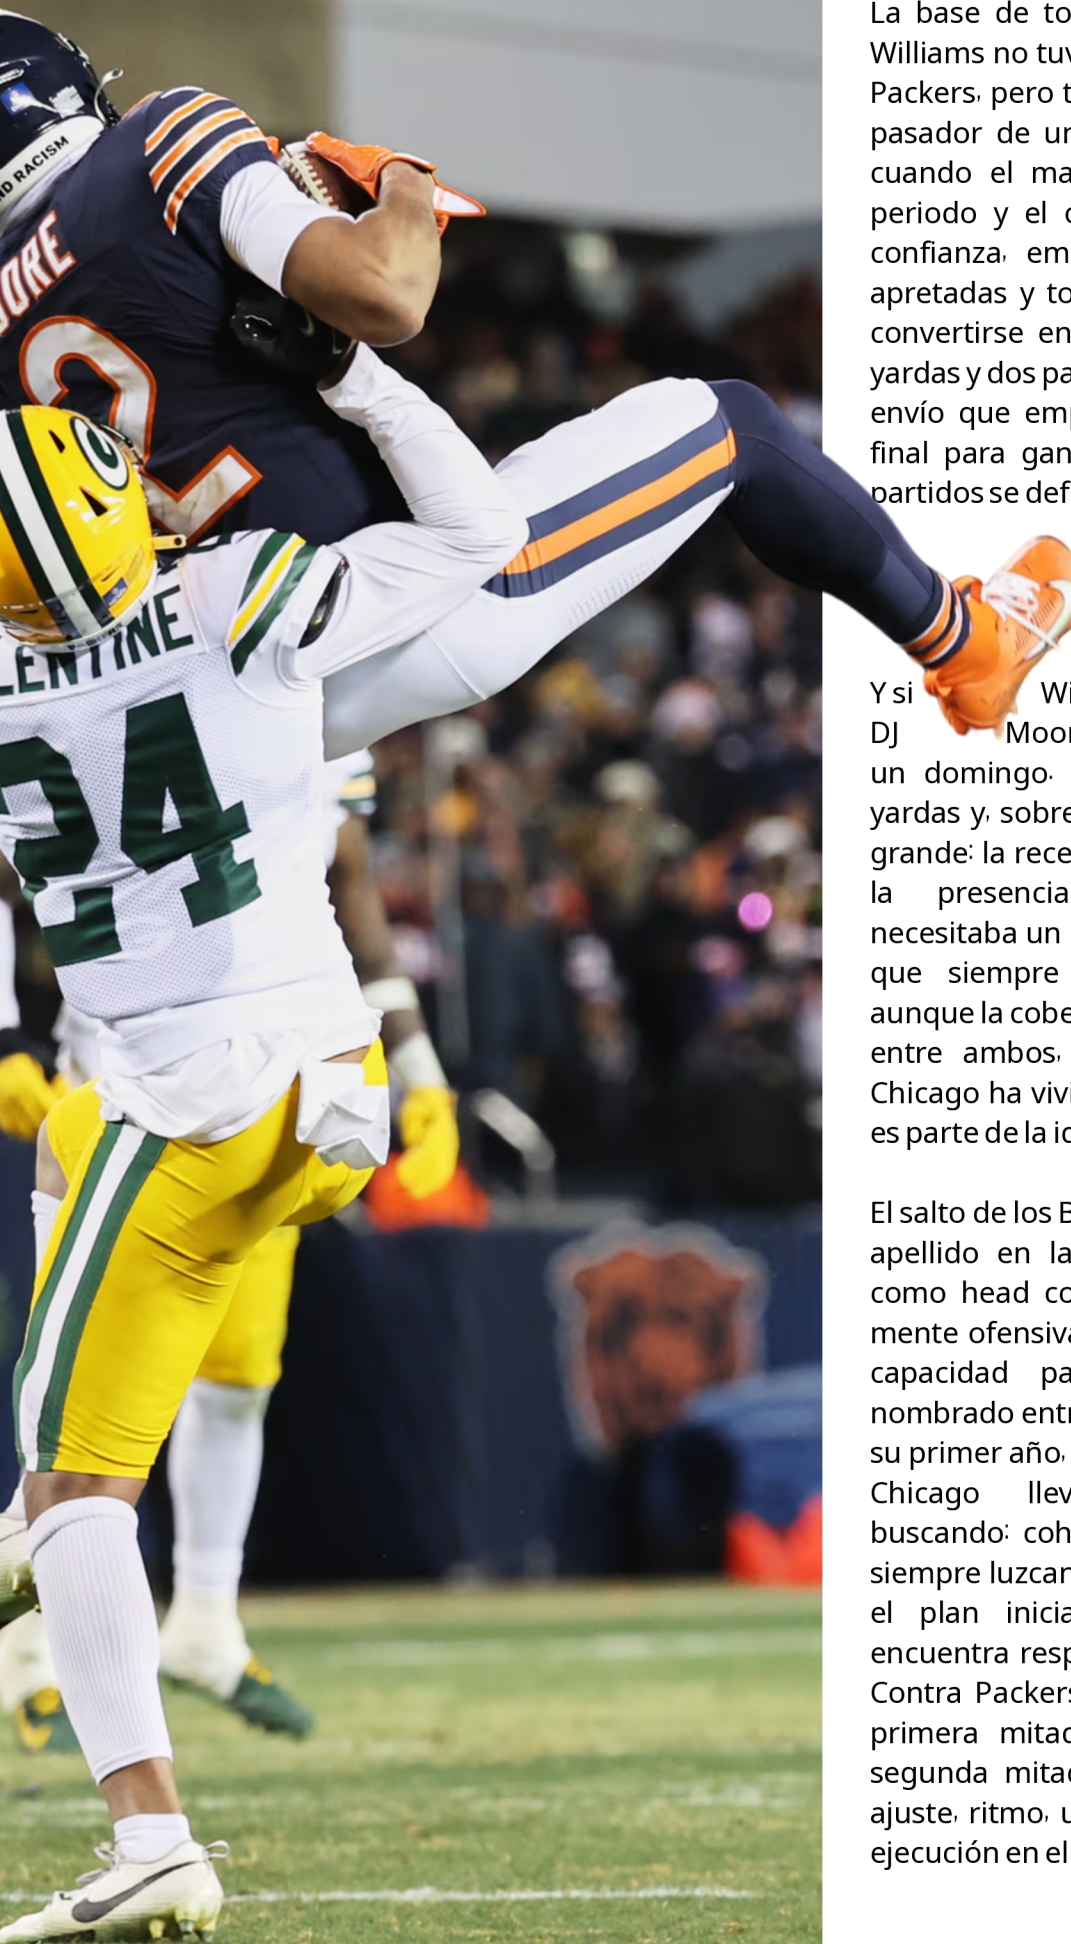 ND RACISM
OORE
2
G
LENTINE
24
La base de to
Williams no tuv
Packers, pero t
pasador de un
cuando el ma
periodo y el c
confianza, em
apretadas y to
convertirse en
yardas y dos pa
envío que emp
final para gan
partidos se def
Y si Wi
DJ Moor
un domingo.
yardas y, sobre
grande: la rece
la presencia
necesitaba un
que siempre
aunque la cobe
entre ambos,
Chicago ha vivi
es parte de la id
El salto de los B
apellido en la
como head co
mente ofensiva
capacidad pa
nombrado entr
su primer año,
Chicago llev
buscando: coh
siempre luzcan
el plan inicia
encuentra resp
Contra Packers
primera mitad
segunda mitad
ajuste, ritmo, u
ejecución en el